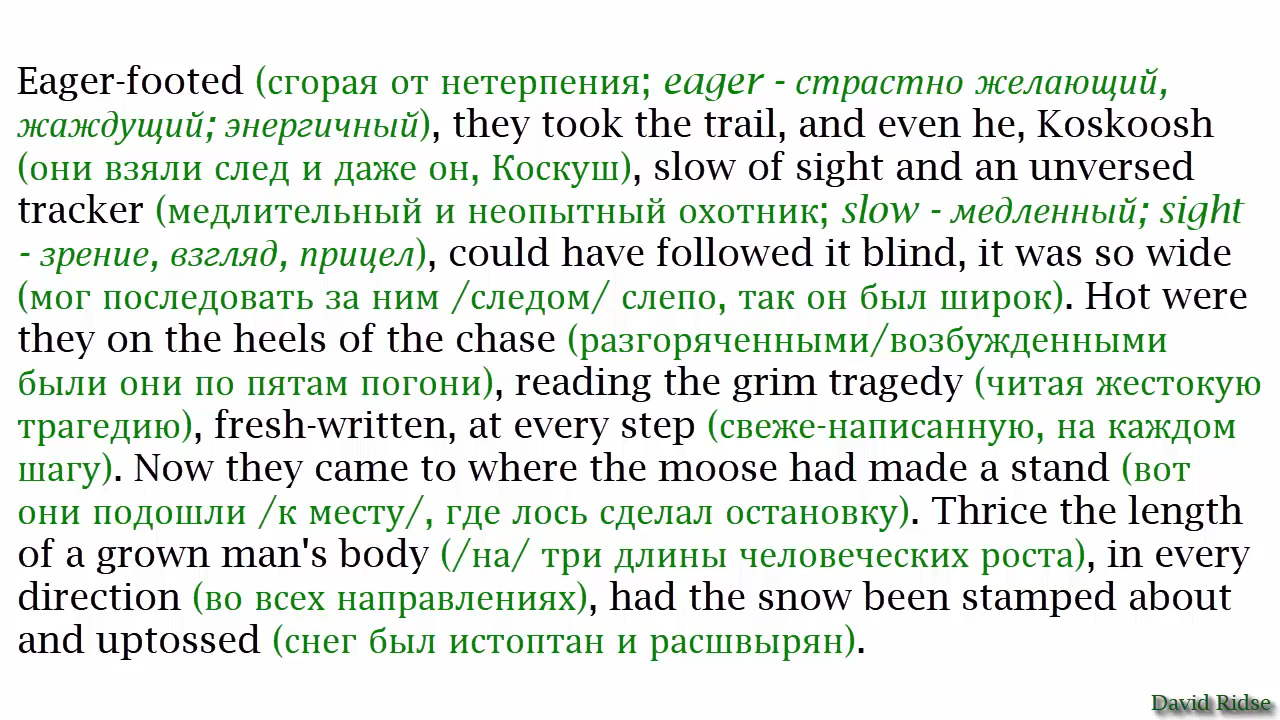 Eager-footed (сгорая от нетерпения; eager - страстно желающий,
жаждущий; энергичный), they took the trail, and even he, Koskoosh
(они взяли след и даже он, Коскуш), slow of sight and an unversed
tracker (медлительный и неопытный охотник; slow - медленный; sight
- зрение, взгляд, прицел), could have followed it blind, it was so wide
(мог последовать за ним /следом/ слепо, так он был широк). Hot were
they on the heels of the chase (разгоряченными/возбужденными
были они по пятам погони), reading the grim tragedy (читая жестокую
трагедию), fresh-written, at every step (свеже-написанную, на каждом
шагу). Now they came to where the moose had made a stand (вот
они подошли /к месту/, где лось сделал остановку). Thrice the length
of a grown man's body (/на/ три длины человеческих роста), in every
direction (во всех направлениях), had the snow been stamped about
and uptossed (снег был истоптан и расшвырян).
David Ridse